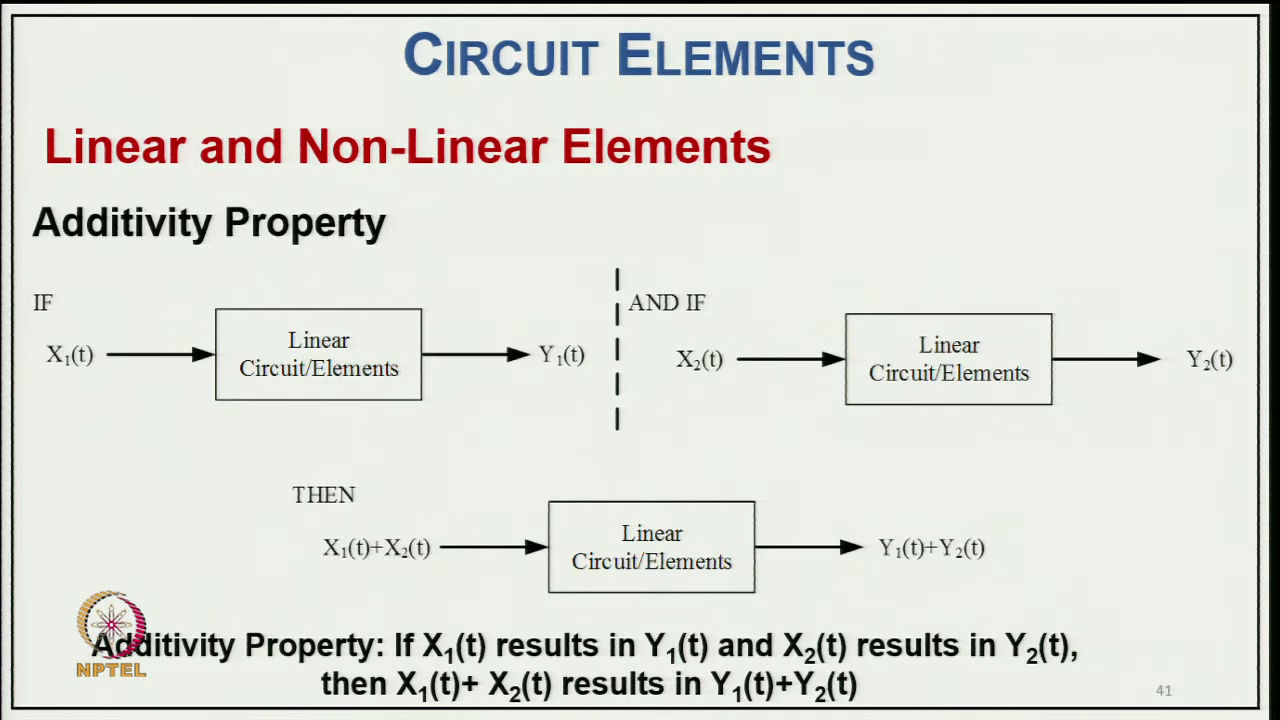 CIRCUIT ELEMENTS
Linear and Non-Linear Elements
Additivity Property
IF
X₁(t)
Linear
Circuit/Elements
Y₁(t)
AND IF
X₂(t)
Linear
Circuit/Elements
Y₂(t)
THEN
X₁(t)+X₂(t)
Linear
Circuit/Elements
Y₁(t)+Y₂(t)
Additivity Property: If X₁(t) results in Y₁(t) and X₂(t) results in Y₂(t),
then X₁(t)+ X₂(t) results in Y₁(t)+Y₂(t)
NPTEL
41